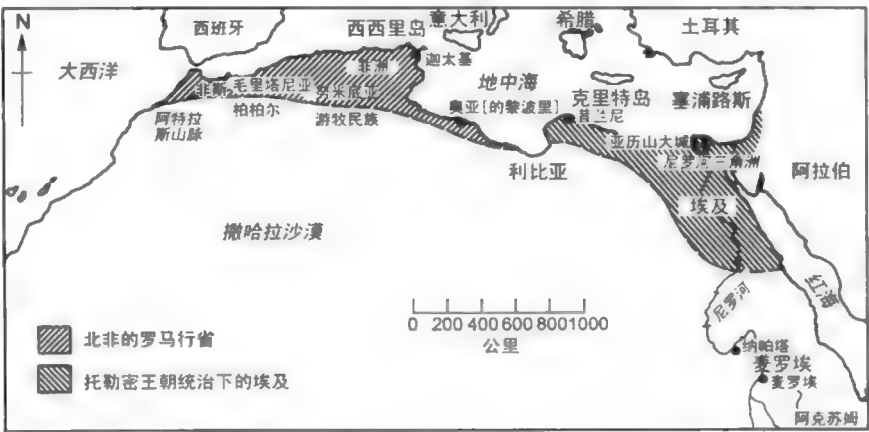 N
西班牙
西西里岛
意大利
希腊
土耳其
大西洋
迦太基
非洲
非斯
毛里塔尼亚
努米底亚
地中海
克里特岛
塞浦路斯
阿特拉
斯山脉
柏柏尔
游牧民族
奥亚[的黎波里]
昔兰尼
亚历山大城
尼罗河三角洲
利比亚
阿拉伯
埃及
撒哈拉沙漠
红海
尼罗河
0 200 400 600 800 1000
公里
北非的罗马行省
托勒密王朝统治下的埃及
纳帕塔
麦罗埃
麦罗埃
阿克苏姆